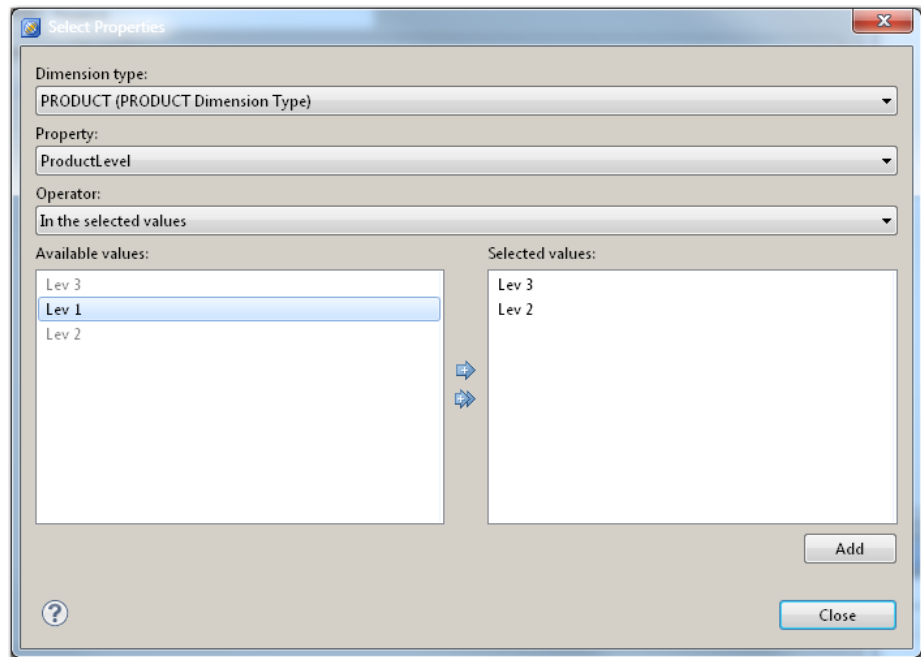 Select Properties
Dimension type:
PRODUCT (PRODUCT Dimension Type)
Property:
ProductLevel
Operator:
In the selected values
Available values:
Lev 3
Lev 1
Lev 2
Selected values:
Lev 3
Lev 2
Add
Close